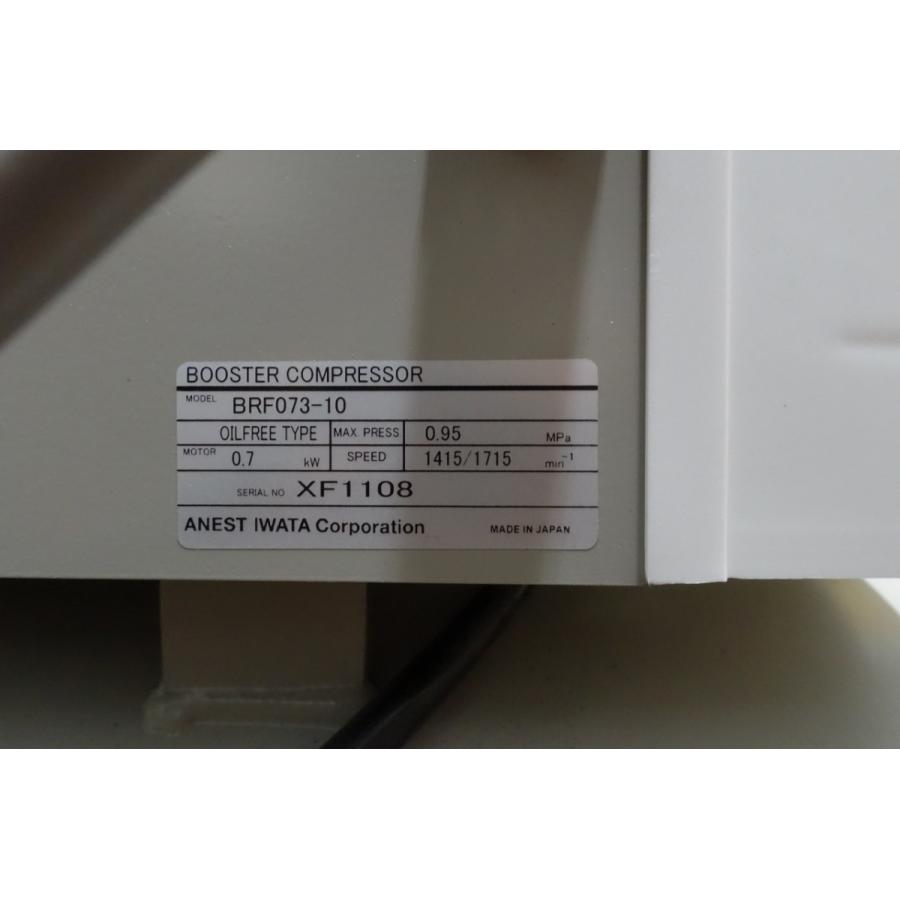 BOOSTER COMPRESSOR
MODEL BRF073-10
OILFREE TYPE MAX. PRESS 0.95 MPa
MOTOR 0.7 kW SPEED 1415/1715 min⁻¹
SERIAL NO XF1108
ANEST IWATA Corporation MADE IN JAPAN